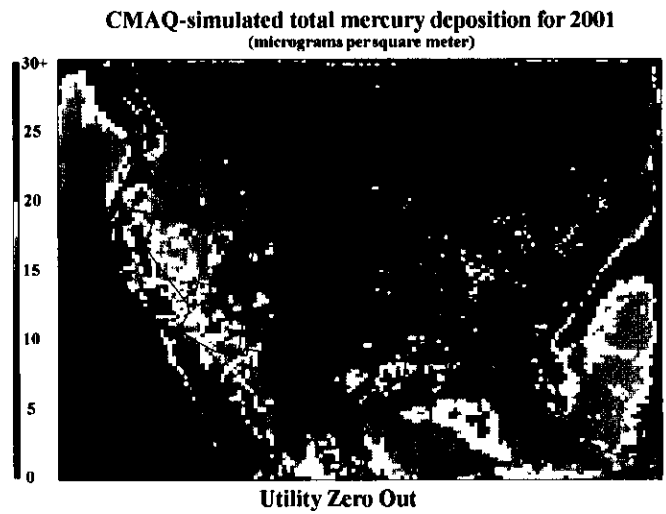 CMAQ-simulated total mercury deposition for 2001
(micrograms per square meter)
30+
25
20
15
10
5
0
Utility Zero Out